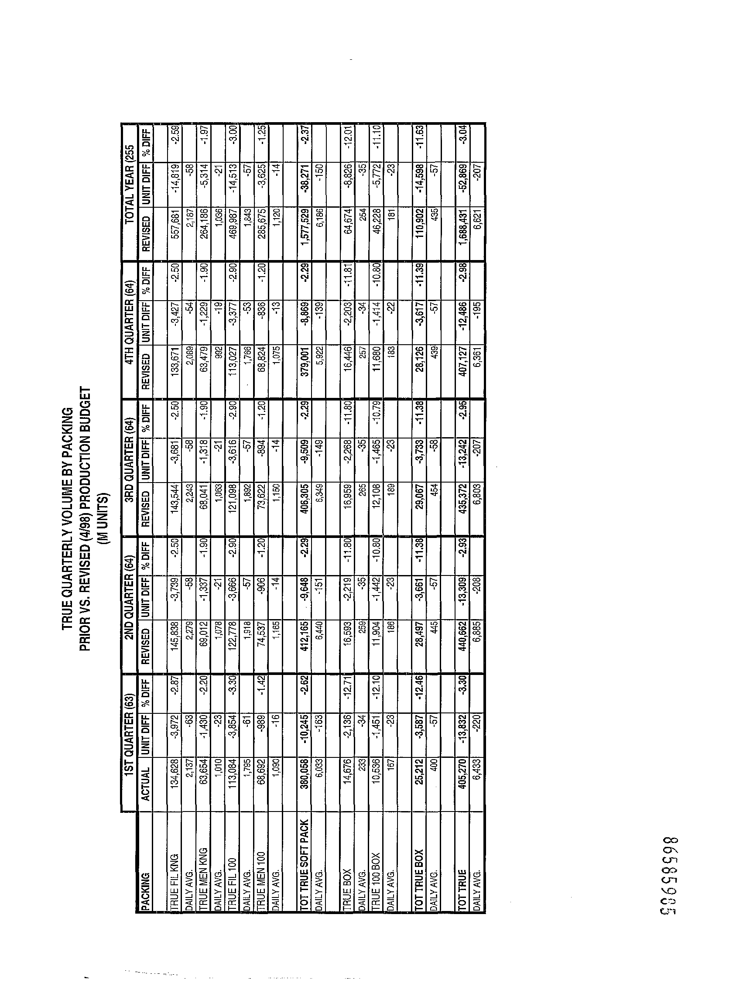 TRUE QUARTERLY VOLUME BY PACKING
PRIOR VS. REVISED (4/98) PRODUCTION BUDGET
(M UNITS)
1ST QUARTER (63) 2ND QUARTER (64) 3RD QUARTER (64) 4TH QUARTER (64) TOTAL YEAR (255
PACKING ACTUAL UNIT DIFF % DIFF REVISED UNIT DIFF % DIFF REVISED UNIT DIFF % DIFF REVISED UNIT DIFF % DIFF REVISED UNIT DIFF % DIFF
TRUE FIL KNG 134,628 -3,972 -2.87 145,838 -3,739 -2.50 143,544 -3,681 -2.50 133,671 -3,427 -2.50 557,681 -14,819 -2.59
DAILY AVG. 2,137 -63 2,279 -58 2,243 -58 2,089 -54 2,187 -58
TRUE MEN KNG 63,654 -1,430 -2.20 69,012 -1,337 -1.90 68,041 -1,318 -1.90 63,479 -1,229 -1.90 264,186 -5,314 -1.97
DAILY AVG. 1,010 -23 1,078 -21 1,063 -21 992 -19 1,036 -21
TRUE FIL 100 113,084 -3,854 -3.30 122,778 -3,666 -2.90 121,098 -3,616 -2.90 113,027 -3,377 -2.90 469,987 -14,513 -3.00
DAILY AVG. 1,795 -61 1,918 -57 1,892 -57 1,766 -53 1,843 -57
TRUE MEN 100 68,692 -989 -1.42 74,537 -906 -1.20 73,622 -894 -1.20 68,824 -836 -1.20 285,675 -3,625 -1.25
DAILY AVG. 1,090 -16 1,165 -14 1,150 -14 1,075 -13 1,120 -14
TOT TRUE SOFT PACK 380,058 -10,245 -2.62 412,165 -9,648 -2.29 406,305 -9,509 -2.29 379,001 -8,869 -2.29 1,577,529 -38,271 -2.37
DAILY AVG. 6,033 -163 6,440 -151 6,349 -149 5,922 -139 6,186 -150
TRUE BOX 14,676 -2,136 -12.71 16,593 -2,219 -11.80 16,959 -2,268 -11.80 16,446 -2,203 -11.81 64,674 -8,826 -12.01
DAILY AVG. 233 -34 259 -35 265 -35 257 -34 254 -35
TRUE 100 BOX 10,536 -1,451 -12.10 11,904 -1,442 -10.80 12,108 -1,465 -10.79 11,680 -1,414 -10.80 46,228 -5,772 -11.10
DAILY AVG. 167 -23 186 -23 189 -23 183 -22 181 -23
TOT TRUE BOX 25,212 -3,587 -12.46 28,497 -3,661 -11.38 29,067 -3,733 -11.38 28,126 -3,617 -11.39 110,902 -14,598 -11.63
DAILY AVG. 400 -57 445 -57 454 -58 439 -57 435 -57
TOT TRUE 405,270 -13,832 -3.30 440,662 -13,309 -2.93 435,372 -13,242 -2.95 407,127 -12,486 -2.98 1,688,431 -52,869 -3.04
DAILY AVG. 6,433 -220 6,885 -208 6,803 -207 6,361 -195 6,621 -207
86585905